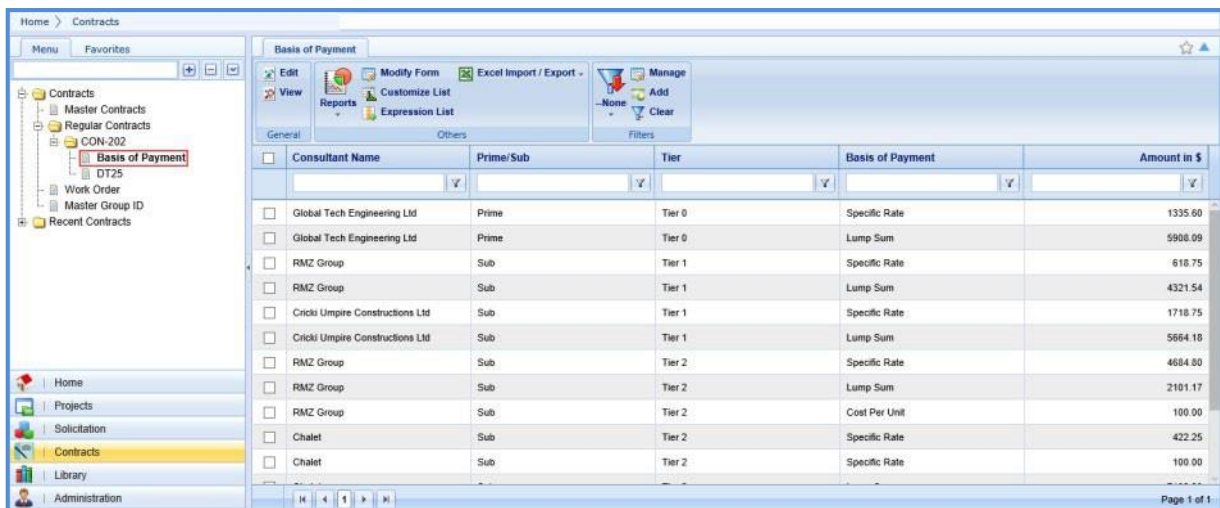 Home > Contracts
Menu Favorites
Contracts
Master Contracts
Regular Contracts
CON-202
Basis of Payment
DT25
Work Order
Master Group ID
Recent Contracts
Home
Projects
Solicitation
Contracts
Library
Administration
Basis of Payment
Edit
View
General
Reports
Modify Form
Customize List
Expression List
Excel Import / Export
Others
--None
Manage
Add
Clear
Filters
Consultant Name Prime/Sub Tier Basis of Payment Amount in $
Global Tech Engineering Ltd Prime Tier 0 Specific Rate 1335.60
Global Tech Engineering Ltd Prime Tier 0 Lump Sum 5908.09
RMZ Group Sub Tier 1 Specific Rate 618.75
RMZ Group Sub Tier 1 Lump Sum 4321.54
Cricki Umpire Constructions Ltd Sub Tier 1 Specific Rate 1718.75
Cricki Umpire Constructions Ltd Sub Tier 1 Lump Sum 5664.18
RMZ Group Sub Tier 2 Specific Rate 4684.80
RMZ Group Sub Tier 2 Lump Sum 2101.17
RMZ Group Sub Tier 2 Cost Per Unit 100.00
Chalet Sub Tier 2 Specific Rate 422.25
Chalet Sub Tier 2 Specific Rate 100.00
1
Page 1 of 1